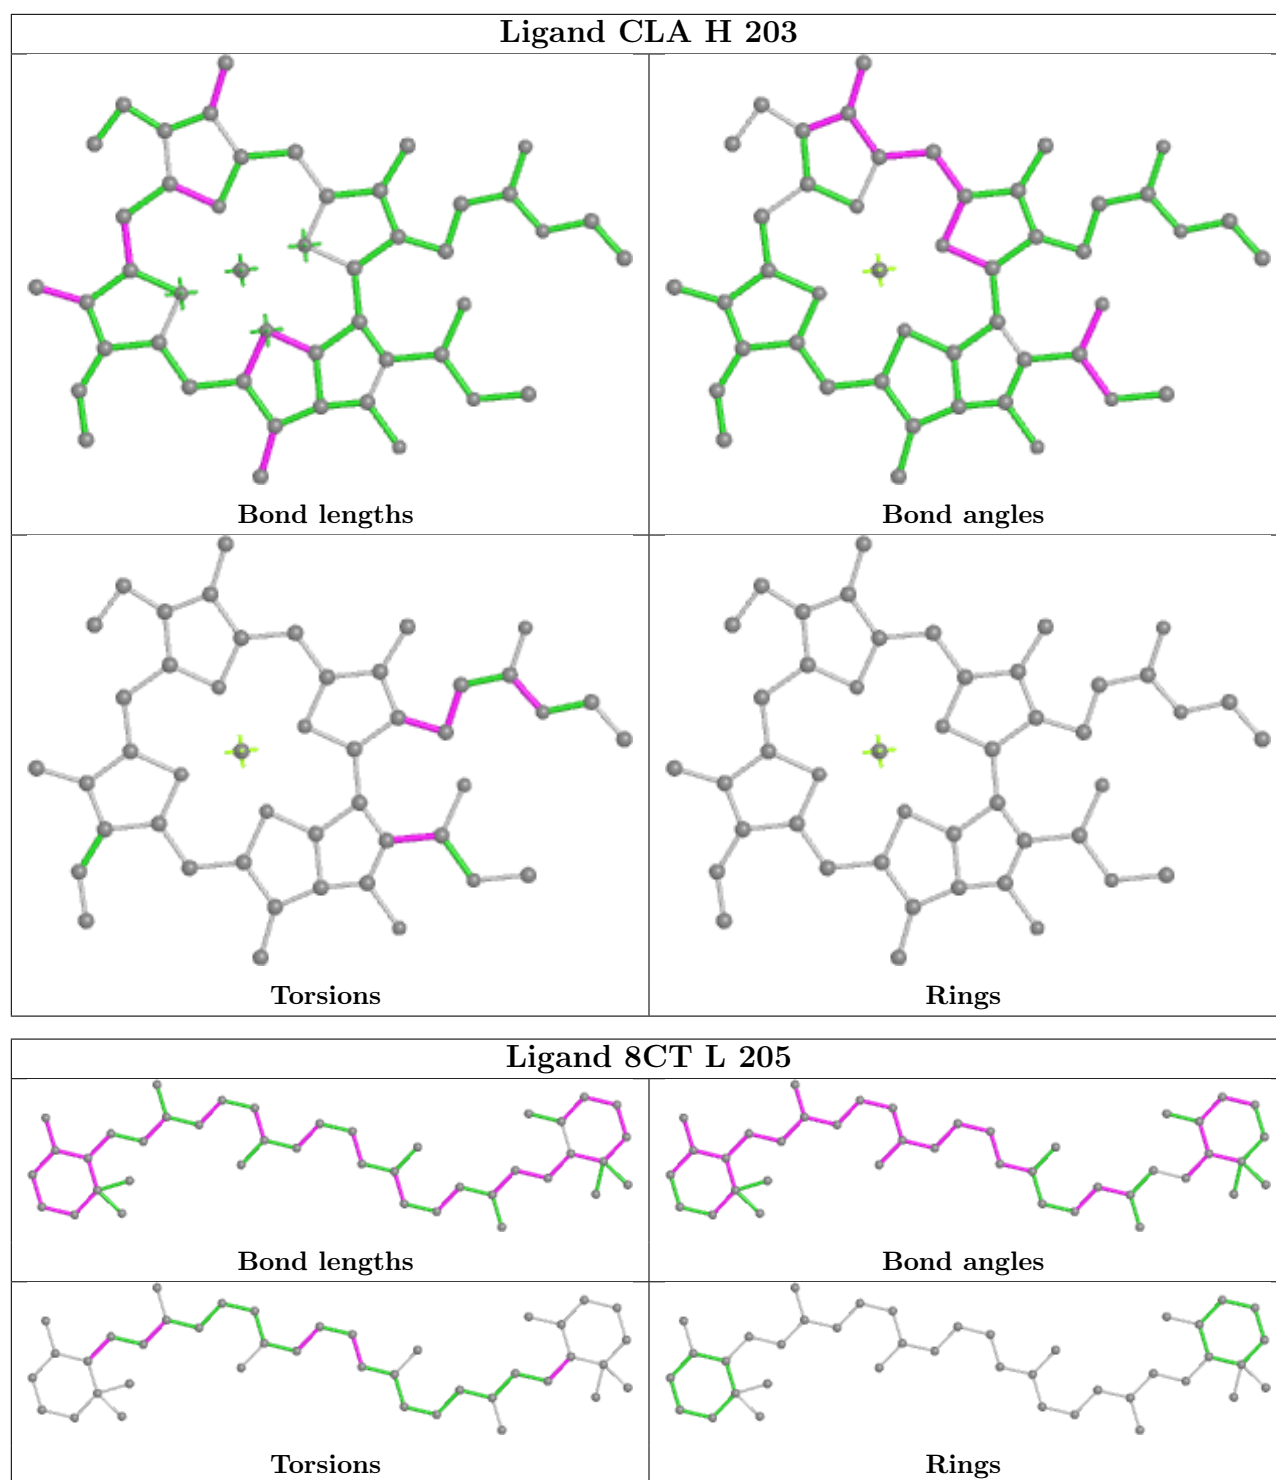 Ligand CLA H 203
Bond lengths
Bond angles
Torsions
Rings
Ligand 8CT L 205
Bond lengths
Bond angles
Torsions
Rings